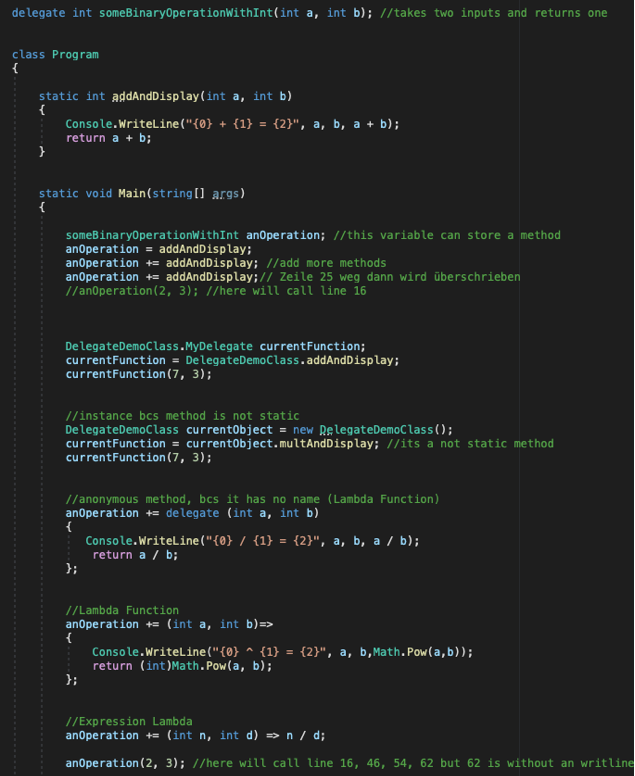 delegate int someBinaryOperationWithInt(int a, int b); //takes two inputs and returns one
class Program
{
static int addAndDisplay(int a, int b)
{
Console.WriteLine("{0} + {1} = {2}", a, b, a + b);
return a + b;
}
static void Main(string[] args)
{
someBinaryOperationWithInt anOperation; //this variable can store a method
anOperation = addAndDisplay;
anOperation += addAndDisplay; //add more methods
anOperation += addAndDisplay;// Zeile 25 weg dann wird überschrieben
//anOperation(2, 3); //here will call line 16
DelegateDemoClass.MyDelegate currentFunction;
currentFunction = DelegateDemoClass.addAndDisplay;
currentFunction(7, 3);
//instance bcs method is not static
DelegateDemoClass currentObject = new DelegateDemoClass();
currentFunction = currentObject.multAndDisplay; //its a not static method
currentFunction(7, 3);
//anonymous method, bcs it has no name (Lambda Function)
anOperation += delegate (int a, int b)
{
Console.WriteLine("{0} / {1} = {2}", a, b, a / b);
return a / b;
};
//Lambda Function
anOperation += (int a, int b)=>
{
Console.WriteLine("{0} ^ {1} = {2}", a, b,Math.Pow(a,b));
return (int)Math.Pow(a, b);
};
//Expression Lambda
anOperation += (int n, int d) => n / d;
anOperation(2, 3); //here will call line 16, 46, 54, 62 but 62 is without an writline